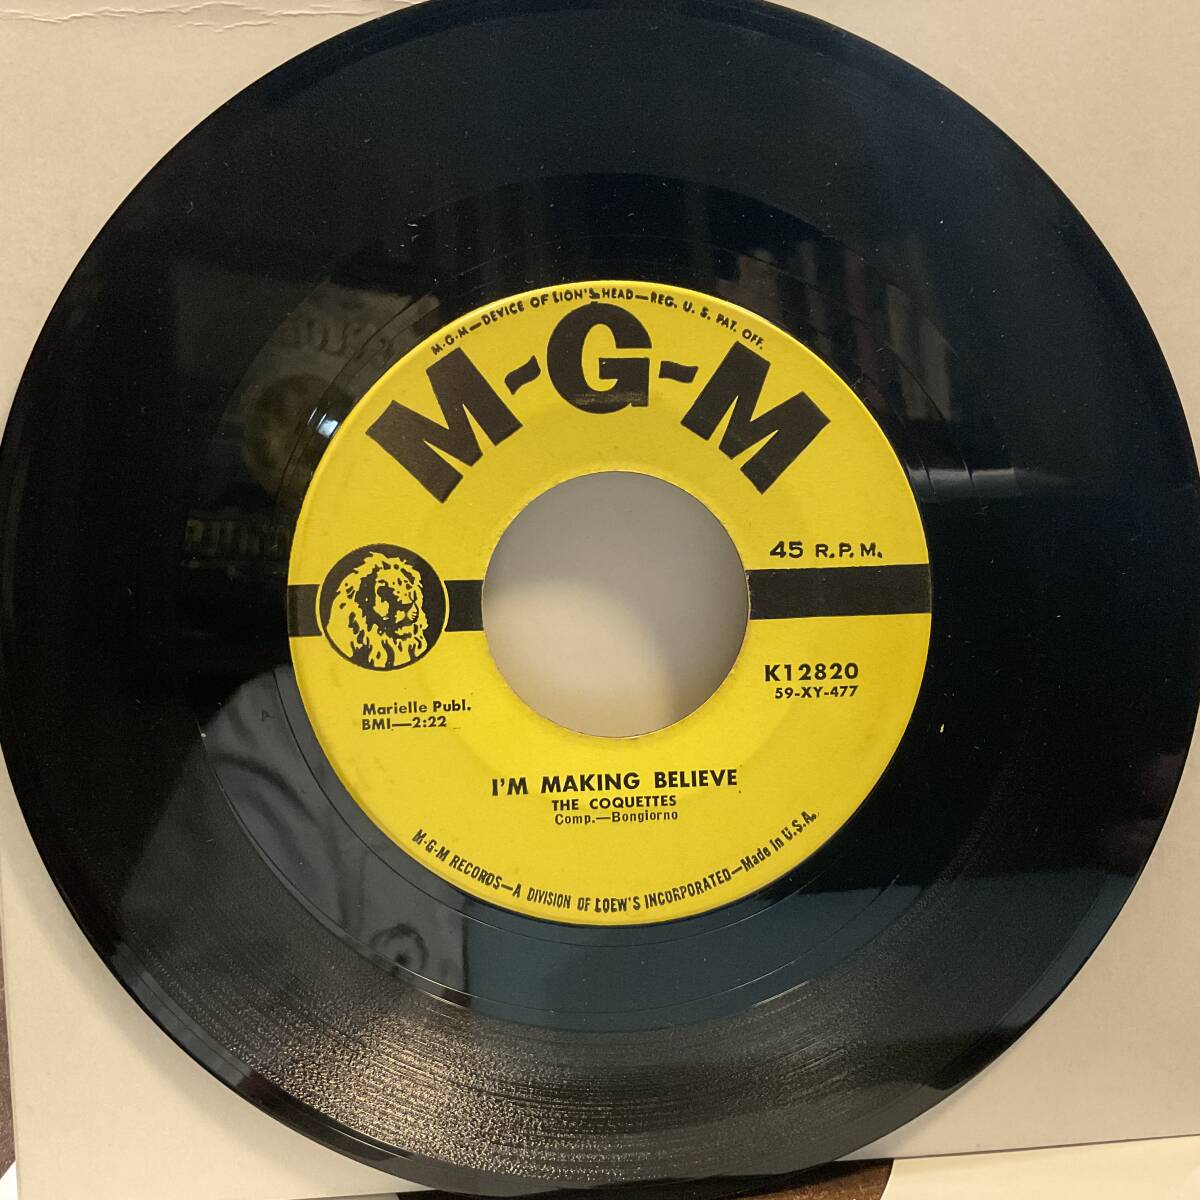 M-G-M—DEVICE OF LION'S HEAD—REG. U. S. PAT. OFF.
M-G-M
45 R.P.M.
K12820
59-XY-477
Marielle Publ.
BMI—2:22
I'M MAKING BELIEVE
THE COQUETTES
Comp.—Bongiorno
M-G-M RECORDS—A DIVISION OF LOEW'S INCORPORATED—Made in U.S.A.